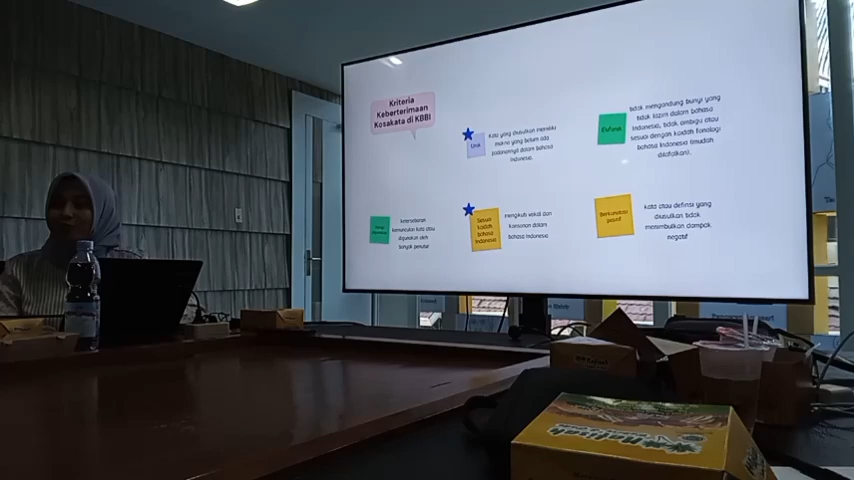 Kriteria
Keberterimaan
Kosakata di KBBI
Unik
kata yang diusulkan memiliki
makna yang belum ada
padanannya dalam bahasa
Indonesia.
Eufonik
tidak mengandung bunyi yang
tidak lazim dalam bahasa
Indonesia, tidak ambigu atau
sesuai dengan kaidah fonologi
bahasa Indonesia (mudah
dilafalkan).
keterseberan
kemunculan kata atau
digunakan oleh
banyak penutur
Sesuai
kaidah
bahasa
Indonesia
mengikuti vokal dan
konsonan dalam
bahasa Indonesia
Berkonotasi
positif
kata atau definisi yang
diusulkan tidak
menimbulkan dampak
negatif